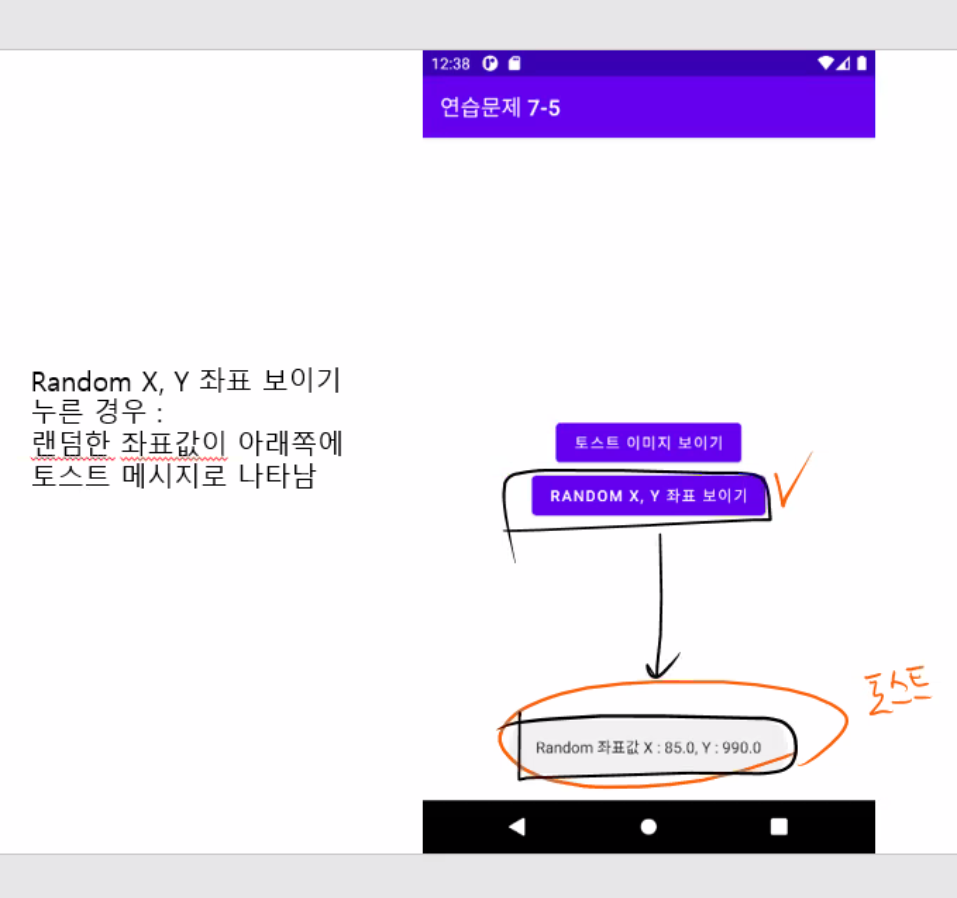 12:38
연습문제 7-5
Random X, Y 좌표 보이기
누른 경우 :
랜덤한 좌표값이 아래쪽에
토스트 메시지로 나타남
토스트 이미지 보이기
RANDOM X, Y 좌표 보이기
토스트
Random 좌표값 X : 85.0, Y : 990.0